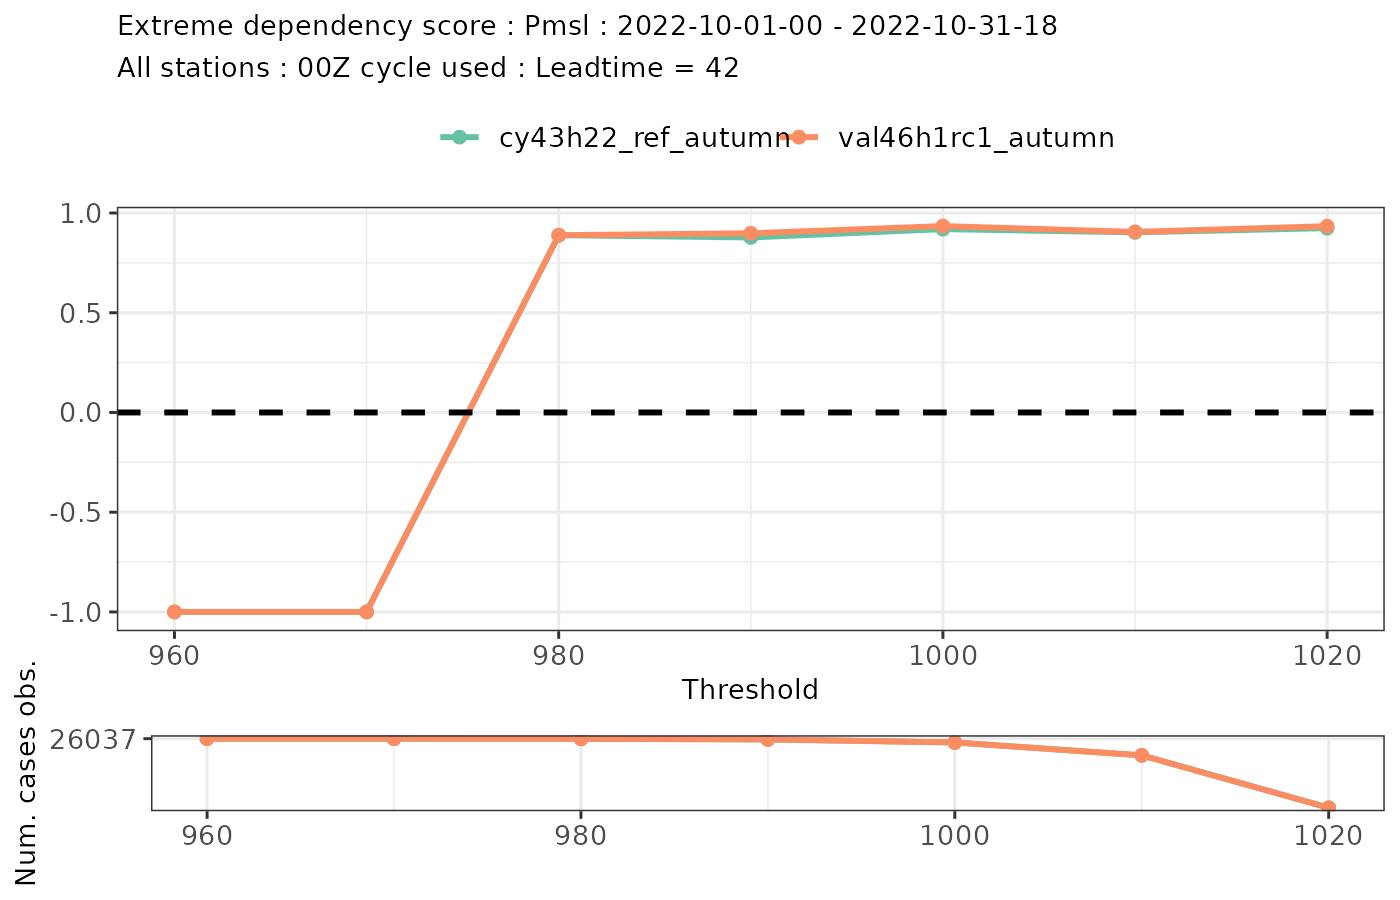 Extreme dependency score : Pmsl : 2022-10-01-00 - 2022-10-31-18
All stations : 00Z cycle used : Leadtime = 42
cy43h22_ref_autumn val46h1rc1_autumn
1.0
0.5
0.0
-0.5
-1.0
960 980 1000 1020
Threshold
Num. cases obs.
26037
960 980 1000 1020